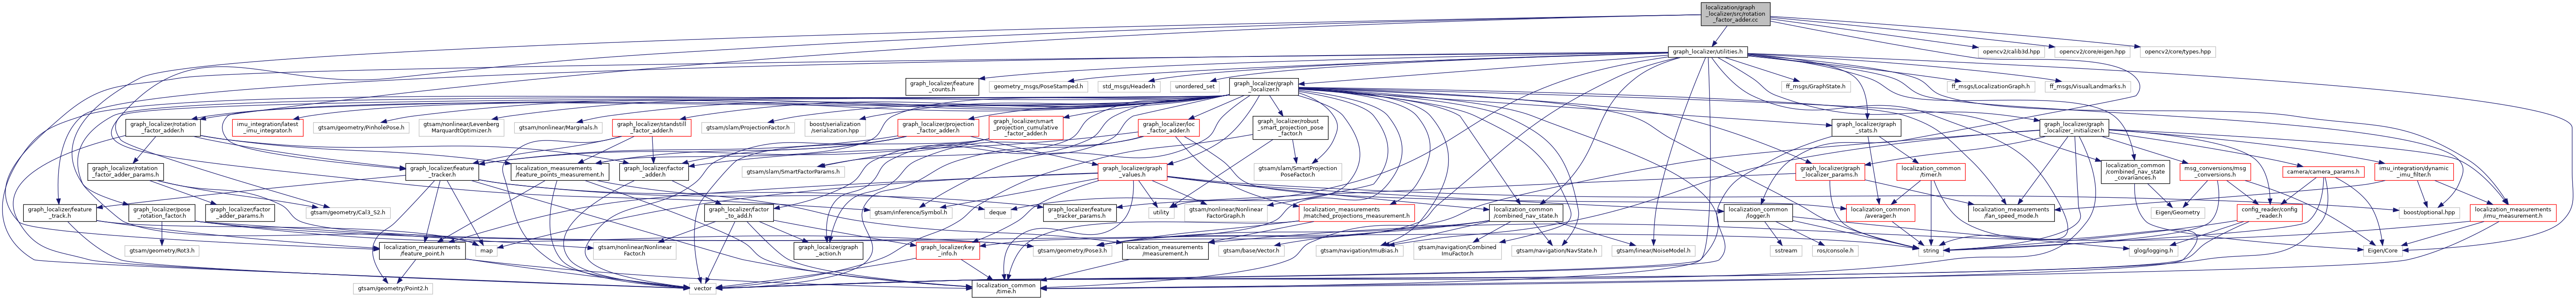 localization/graph
_localizer/src/rotation
_factor_adder.cc
graph_localizer/utilities.h
opencv2/calib3d.hpp
opencv2/core/eigen.hpp
opencv2/core/types.hpp
graph_localizer/feature
_counts.h
geometry_msgs/PoseStamped.h
std_msgs/Header.h
unordered_set
graph_localizer/graph
_localizer.h
ff_msgs/GraphState.h
ff_msgs/LocalizationGraph.h
ff_msgs/VisualLandmarks.h
graph_localizer/rotation
_factor_adder.h
imu_integration/latest
_imu_integrator.h
gtsam/geometry/PinholePose.h
gtsam/nonlinear/Levenberg
MarquardtOptimizer.h
gtsam/nonlinear/Marginals.h
graph_localizer/standstill
_factor_adder.h
gtsam/slam/ProjectionFactor.h
boost/serialization
/serialization.hpp
graph_localizer/projection
_factor_adder.h
graph_localizer/smart
_projection_cumulative
_factor_adder.h
graph_localizer/loc
_factor_adder.h
graph_localizer/robust
_smart_projection_pose
_factor.h
graph_localizer/graph
_stats.h
graph_localizer/graph
_localizer_initializer.h
graph_localizer/rotation
_factor_adder_params.h
graph_localizer/feature
_tracker.h
localization_measurements
/feature_points_measurement.h
graph_localizer/factor
_adder.h
gtsam/slam/SmartFactorParams.h
graph_localizer/graph
_values.h
gtsam/slam/SmartProjection
PoseFactor.h
graph_localizer/graph
_localizer_params.h
localization_common
/timer.h
localization_common
/combined_nav_state
_covariances.h
msg_conversions/msg
_conversions.h
camera/camera_params.h
imu_integration/dynamic
_imu_filter.h
graph_localizer/feature
_track.h
graph_localizer/pose
_rotation_factor.h
graph_localizer/factor
_adder_params.h
gtsam/geometry/Cal3_S2.h
graph_localizer/factor
_to_add.h
gtsam/inference/Symbol.h
deque
graph_localizer/feature
_tracker_params.h
utility
gtsam/nonlinear/Nonlinear
FactorGraph.h
localization_measurements
/matched_projections_measurement.h
localization_common
/combined_nav_state.h
localization_common
/logger.h
localization_common
/averager.h
localization_measurements
/fan_speed_mode.h
Eigen/Geometry
config_reader/config
_reader.h
boost/optional.hpp
localization_measurements
/imu_measurement.h
gtsam/geometry/Rot3.h
localization_measurements
/feature_point.h
map
gtsam/nonlinear/Nonlinear
Factor.h
graph_localizer/graph
_action.h
graph_localizer/key
_info.h
gtsam/geometry/Pose3.h
localization_measurements
/measurement.h
gtsam/base/Vector.h
gtsam/navigation/ImuBias.h
gtsam/navigation/Combined
ImuFactor.h
gtsam/navigation/NavState.h
gtsam/linear/NoiseModel.h
sstream
ros/console.h
string
glog/logging.h
Eigen/Core
gtsam/geometry/Point2.h
vector
localization_common
/time.h